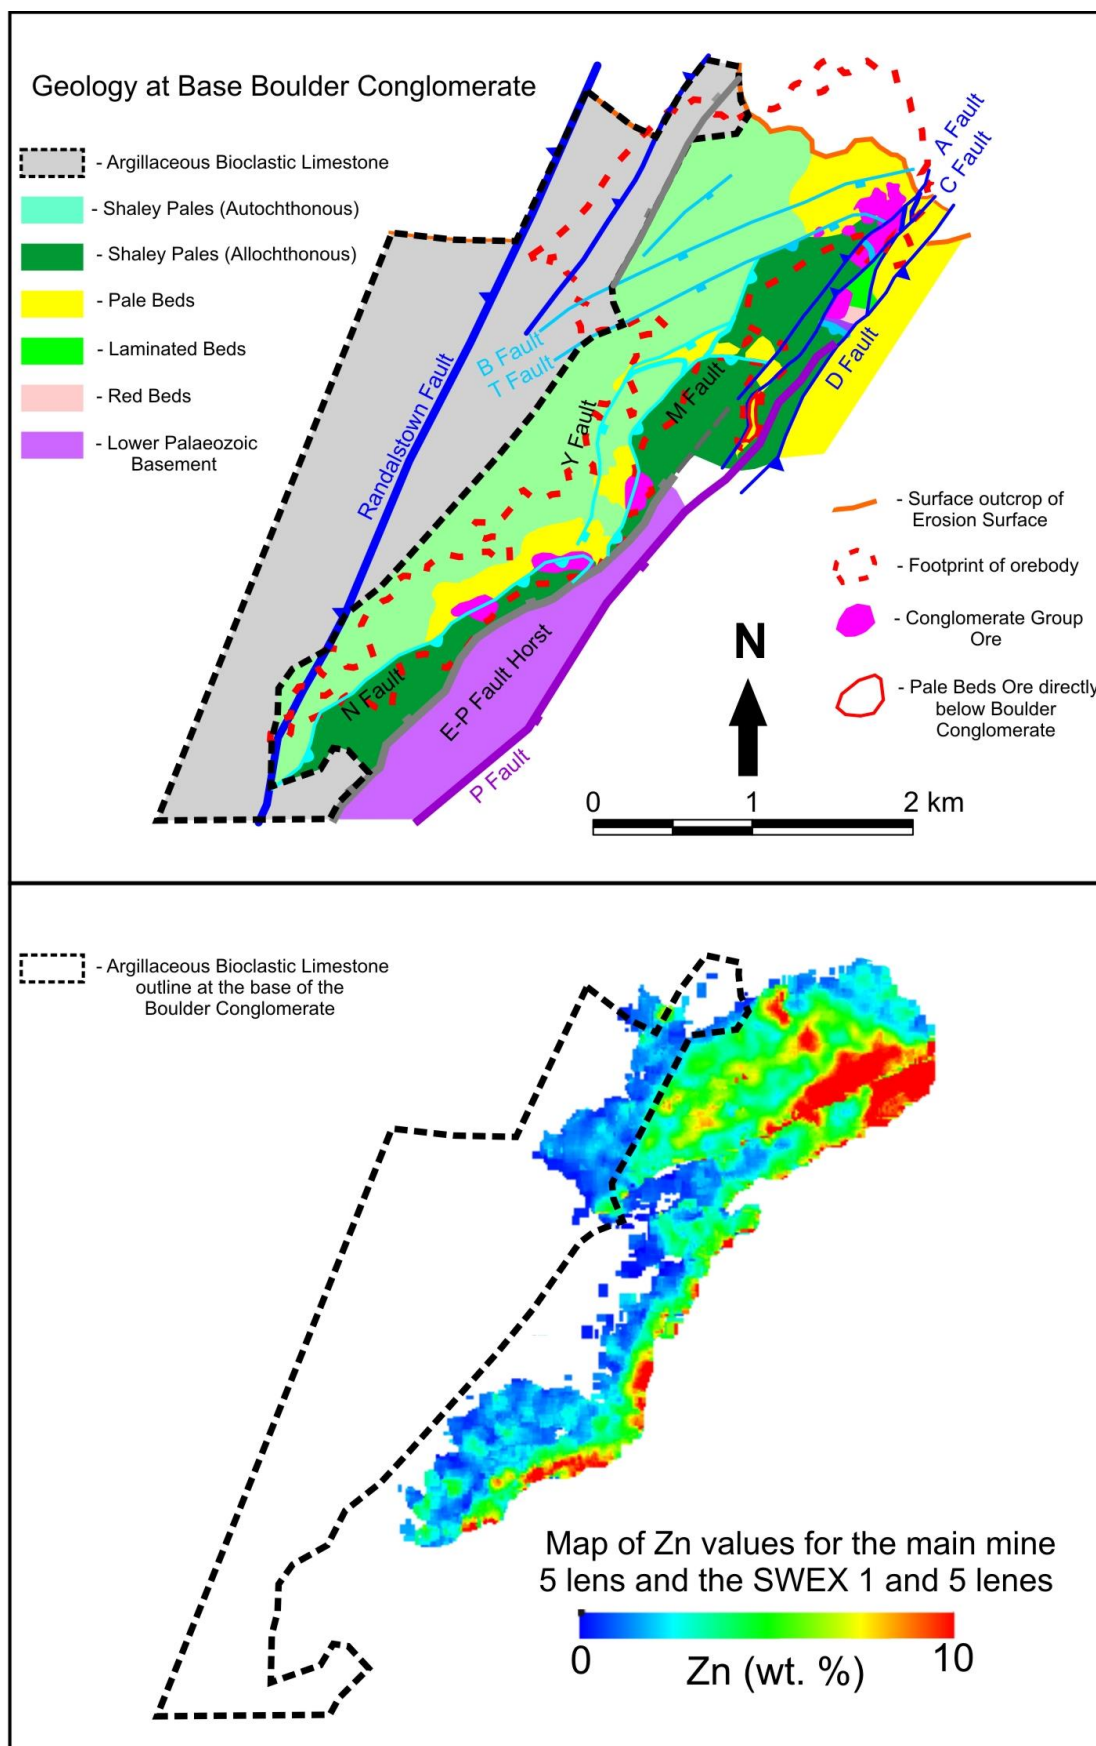 Geology at Base Boulder Conglomerate
- Argillaceous Bioclastic Limestone
- Shaley Pales (Autochthonous)
- Shaley Pales (Allochthonous)
- Pale Beds
- Laminated Beds
- Red Beds
- Lower Palaeozoic
Basement
A Fault
C Fault
B Fault
T Fault
D Fault
M Fault
Y Fault
Randalstown Fault
N Fault
E-P Fault Horst
P Fault
- Surface outcrop of
Erosion Surface
- Footprint of orebody
- Conglomerate Group
Ore
- Pale Beds Ore directly
below Boulder
Conglomerate
N
0 1 2 km
- Argillaceous Bioclastic Limestone
outline at the base of the
Boulder Conglomerate
Map of Zn values for the main mine
5 lens and the SWEX 1 and 5 lenes
0 Zn (wt. %) 10